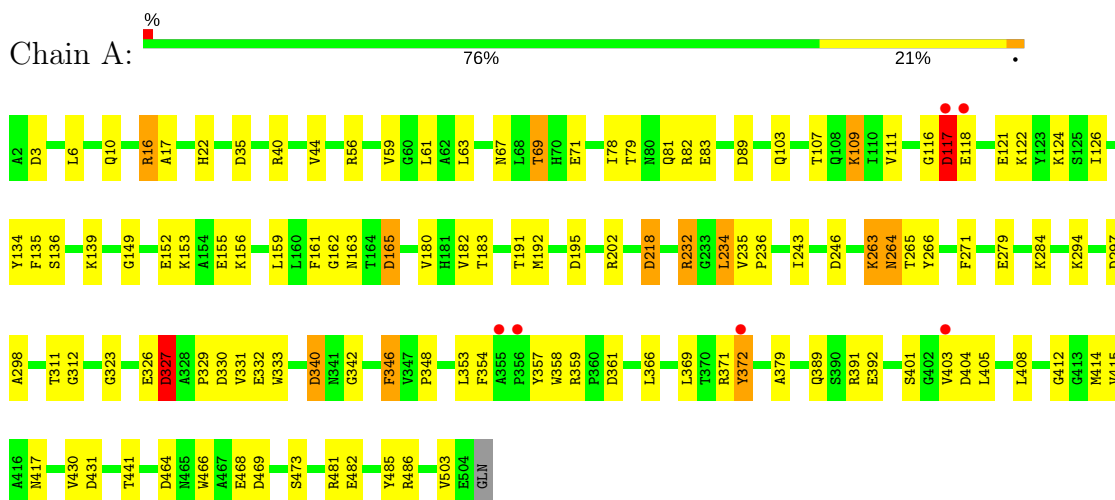 %
Chain A:
76% 21% •
A2 D3 L6 Q10 R16 A17 H22 D35 R40 V44 R56 V59 G60 L61 A62 L63 N67 L68 T69 H70 E71 I78 T79 N80 Q81 R82 E83 D89 Q103 T107 Q108 K109 I110 V111 G116 D117 E118 E121 K122 Y123 K124 S125 I126
Y134 F135 S136 K139 G149 E152 K153 A154 E155 K156 L159 L160 F161 G162 N163 T164 D165 V180 H181 V182 T183 T191 M192 D195 R202 D218 R232 G233 L234 V235 P236 I243 D246 K263 N264 T265 Y266 F271 E279 K284 K294 D297
A298 T311 G312 G323 E326 D327 A328 P329 D330 V331 E332 W333 D340 N341 G342 F346 V347 P348 L353 F354 A355 P356 Y357 W358 R359 P360 D361 L366 L369 T370 R371 Y372 A379 Q389 S390 R391 E392 S401 G402 V403 D404 L405 L408 G412 G413 M414 V415
A416 N417 V430 D431 T441 D464 N465 W466 A467 E468 D469 S473 R481 E482 Y485 R486 V503 E504 GLN